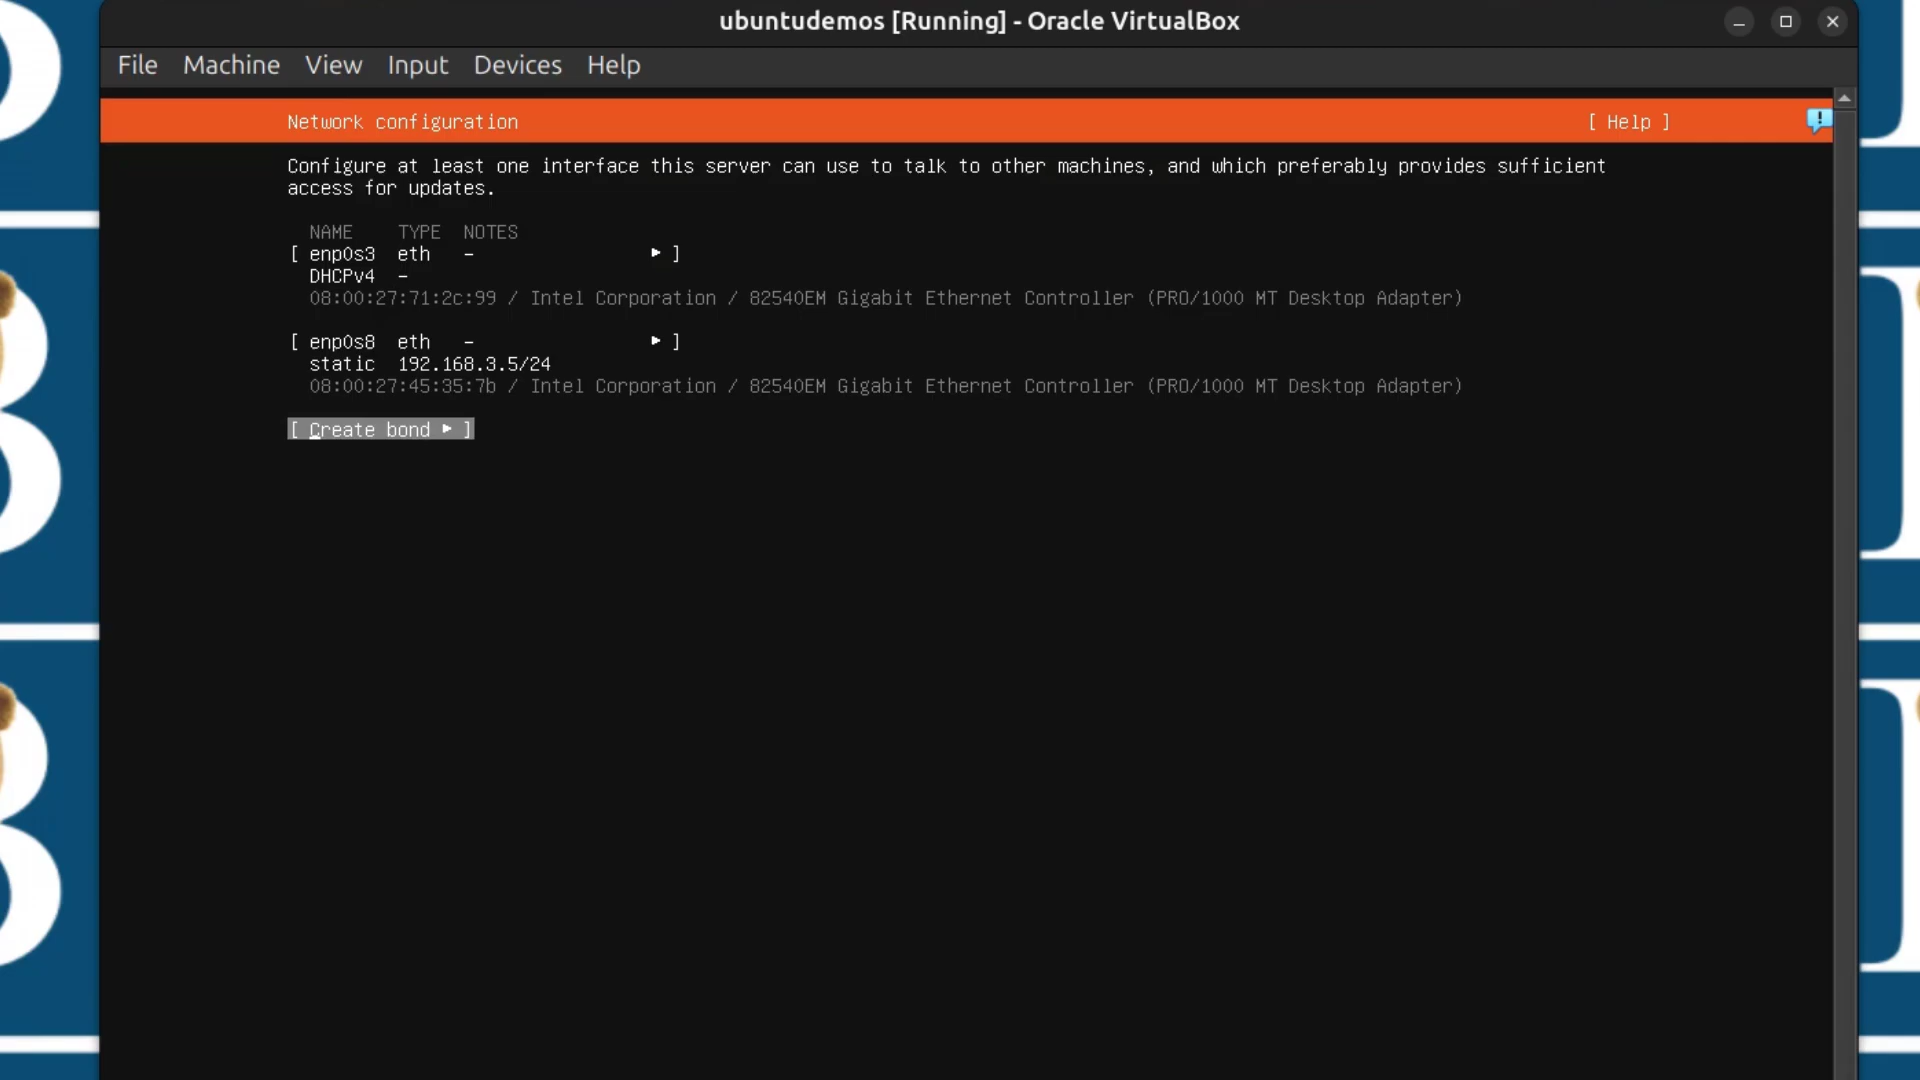 ubuntudemos [Running] - Oracle VirtualBox
File Machine View Input Devices Help
Network configuration [ Help ]
Configure at least one interface this server can use to talk to other machines, and which preferably provides sufficient
access for updates.
NAME TYPE NOTES
[ enp0s3 eth - ▸ ]
DHCPv4 -
08:00:27:71:2c:99 / Intel Corporation / 82540EM Gigabit Ethernet Controller (PRO/1000 MT Desktop Adapter)
[ enp0s8 eth - ▸ ]
static 192.168.3.5/24
08:00:27:45:35:7b / Intel Corporation / 82540EM Gigabit Ethernet Controller (PRO/1000 MT Desktop Adapter)
[ Create bond ▸ ]